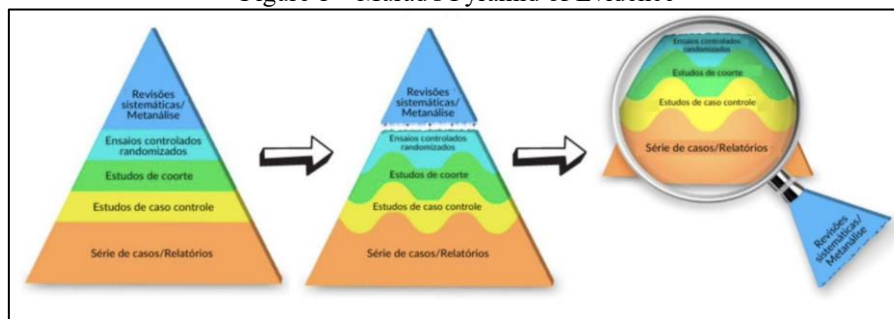 Figure – Murad's Pyramid of Evidence
Revisões
sistemáticas/
Metanálise
Ensaios controlados
randomizados
Estudos de coorte
Estudos de caso controle
Série de casos/Relatórios
Revisões
sistemáticas/
Metanálise
Ensaios controlados
randomizados
Estudos de coorte
Estudos de caso controle
Série de casos/Relatórios
Ensaios controlados
randomizados
Estudos de coorte
Estudos de caso controle
Série de casos/Relatórios
Revisões
sistemáticas/
Metanálise